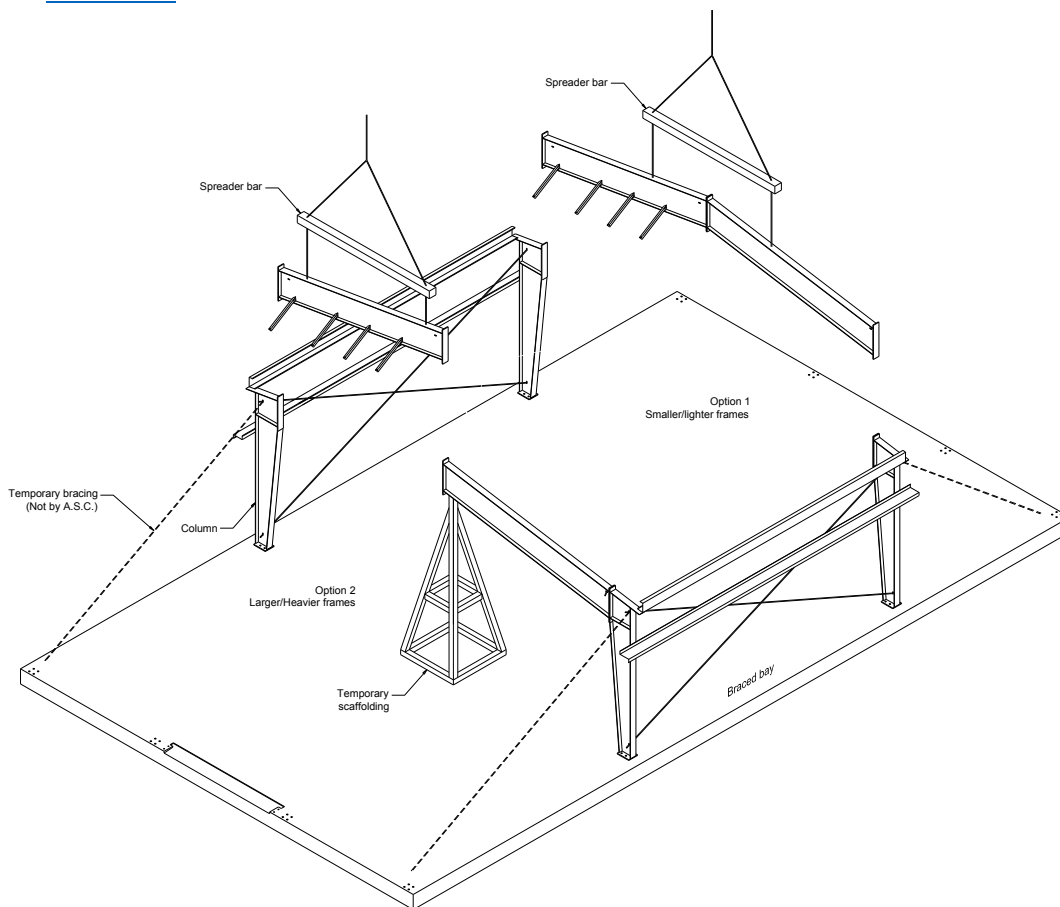 Spreader bar
Spreader bar
Option 1
Smaller/lighter frames
Temporary bracing
(Not by A.S.C.)
Column
Option 2
Larger/Heavier frames
Temporary
scaffolding
Braced bay